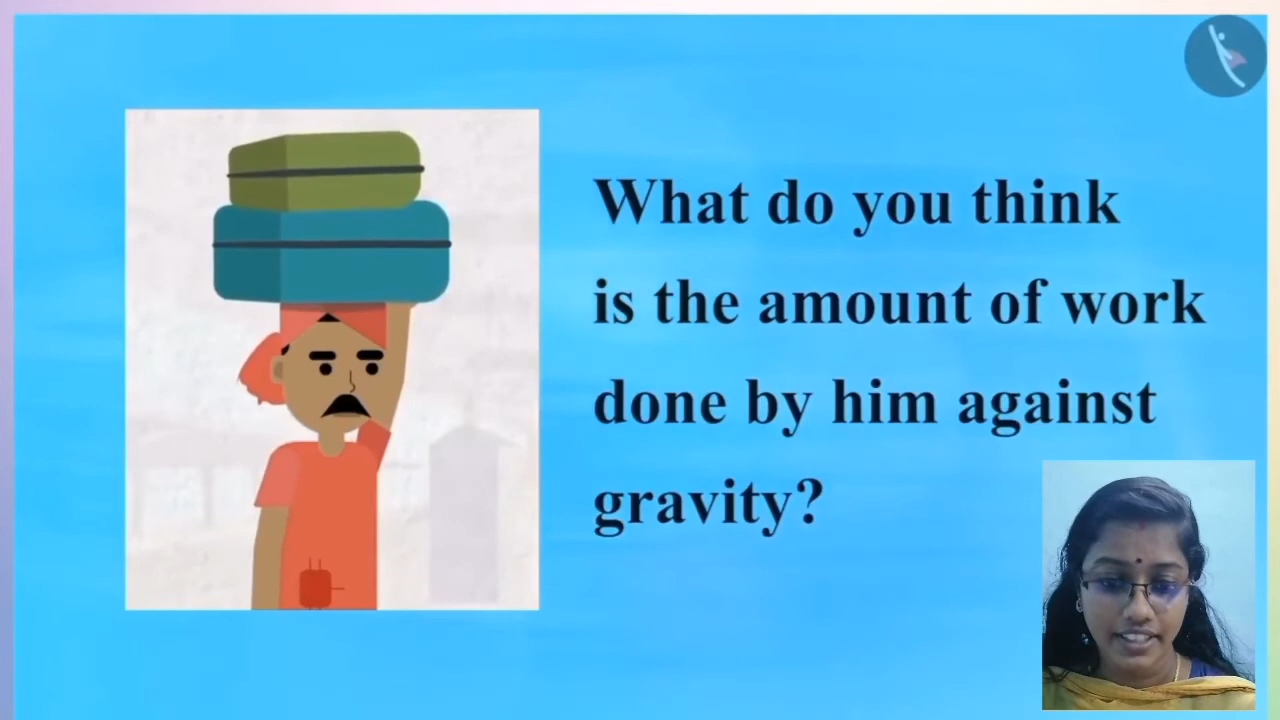 What do you think
is the amount of work
done by him against
gravity?